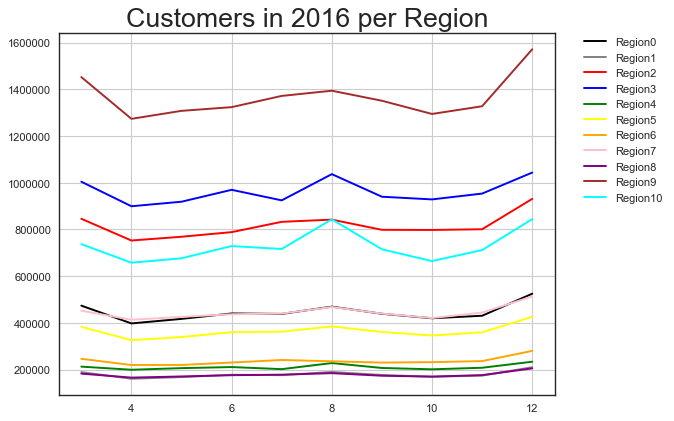 Customers in 2016 per Region
1600000
1400000
1200000
1000000
800000
600000
400000
200000
4
6
8
10
12
Region0
Region1
Region2
Region3
Region4
Region5
Region6
Region7
Region8
Region9
Region10